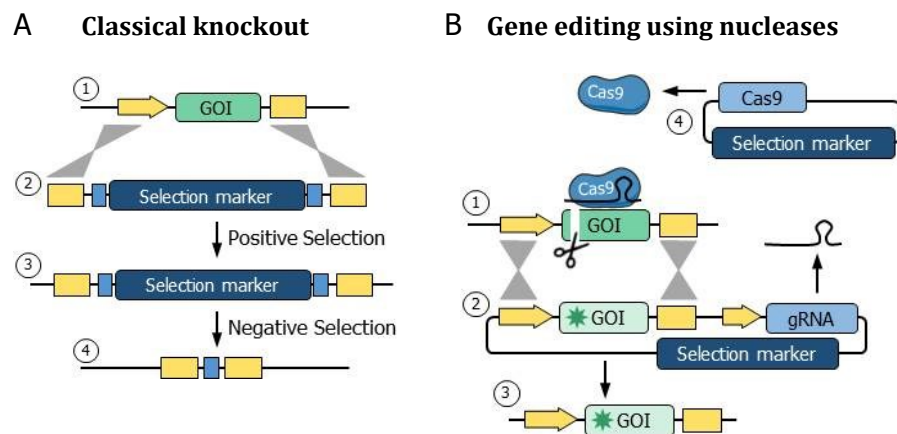 A Classical knockout
1
GOI
2
Selection marker
Positive Selection
3
Selection marker
Negative Selection
4
B Gene editing using nucleases
Cas9
Cas9
4
Selection marker
Cas9
1
GOI
2
GOI
gRNA
Selection marker
3
GOI